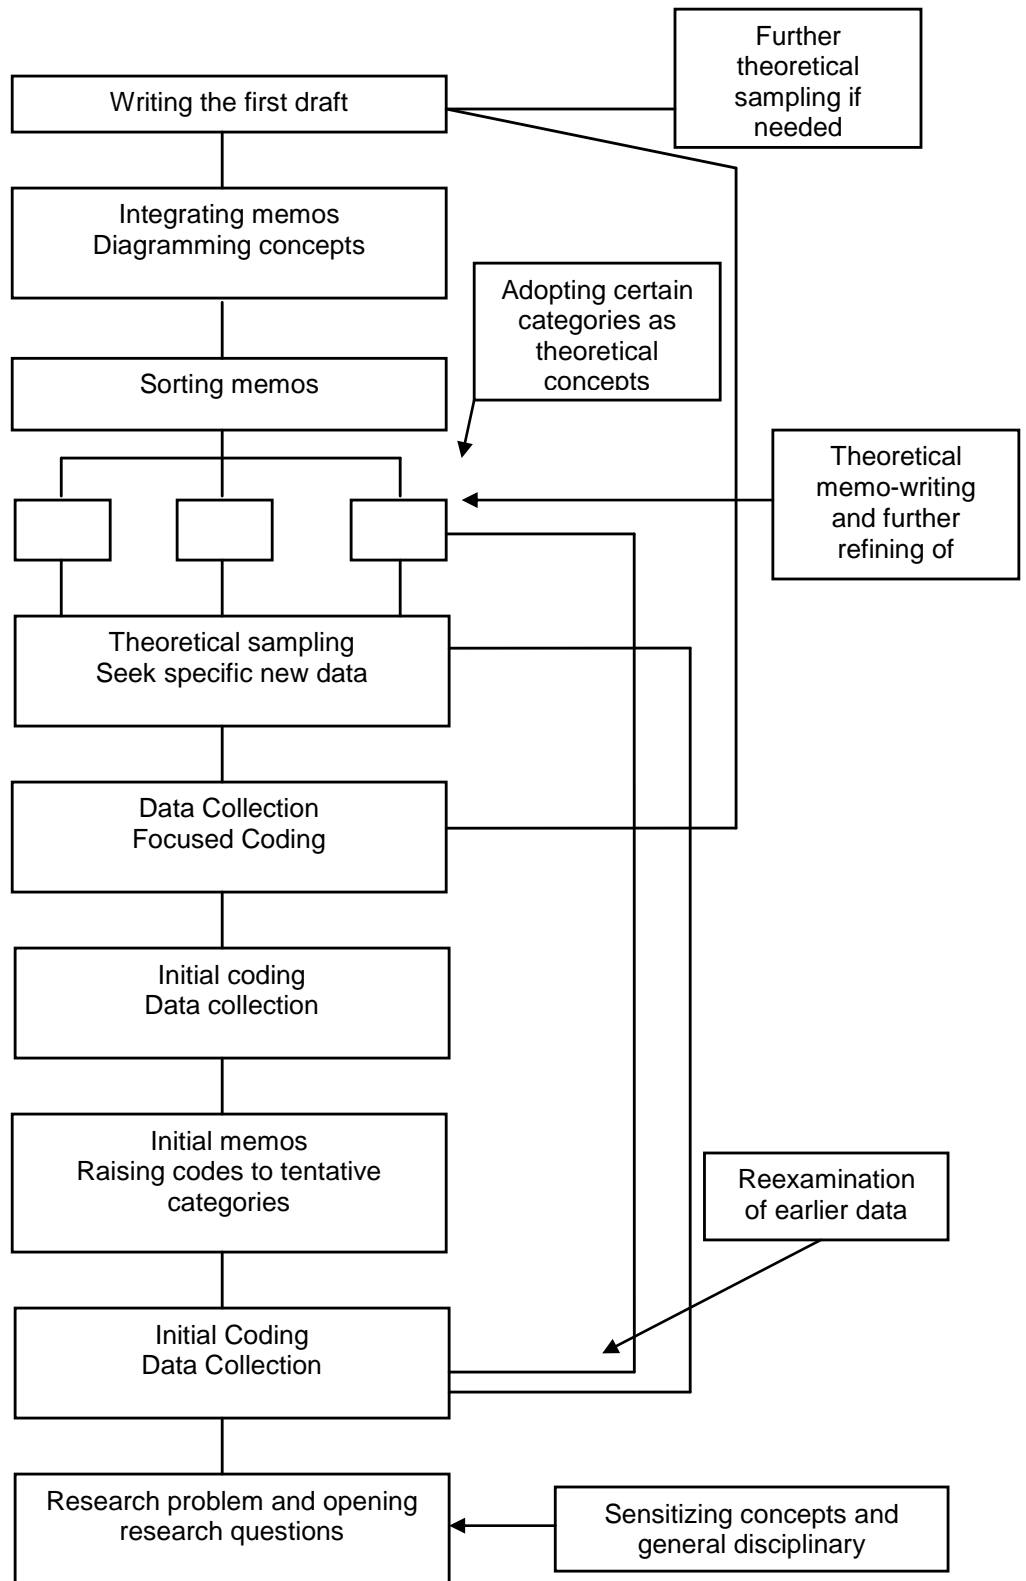 Further
theoretical
sampling if
needed
Writing the first draft
Integrating memos
Diagramming concepts
Adopting certain
categories as
theoretical
concepts
Sorting memos
Theoretical
memo-writing
and further
refining of
Theoretical sampling
Seek specific new data
Data Collection
Focused Coding
Initial coding
Data collection
Initial memos
Raising codes to tentative
categories
Reexamination
of earlier data
Initial Coding
Data Collection
Research problem and opening
research questions
Sensitizing concepts and
general disciplinary